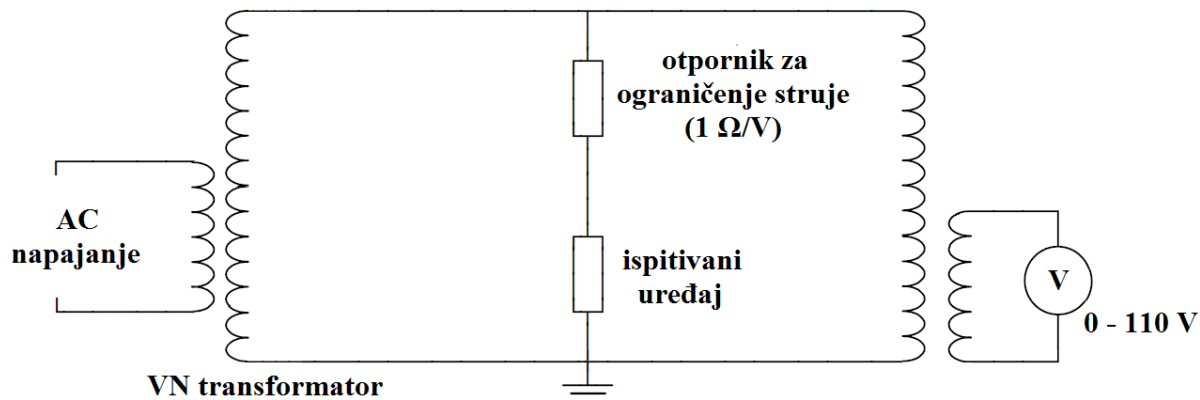 otpornik za
ograničenje struje
(1 Ω/V)
AC
napajanje
ispitivani
uređaj
V
0 - 110 V
VN transformator